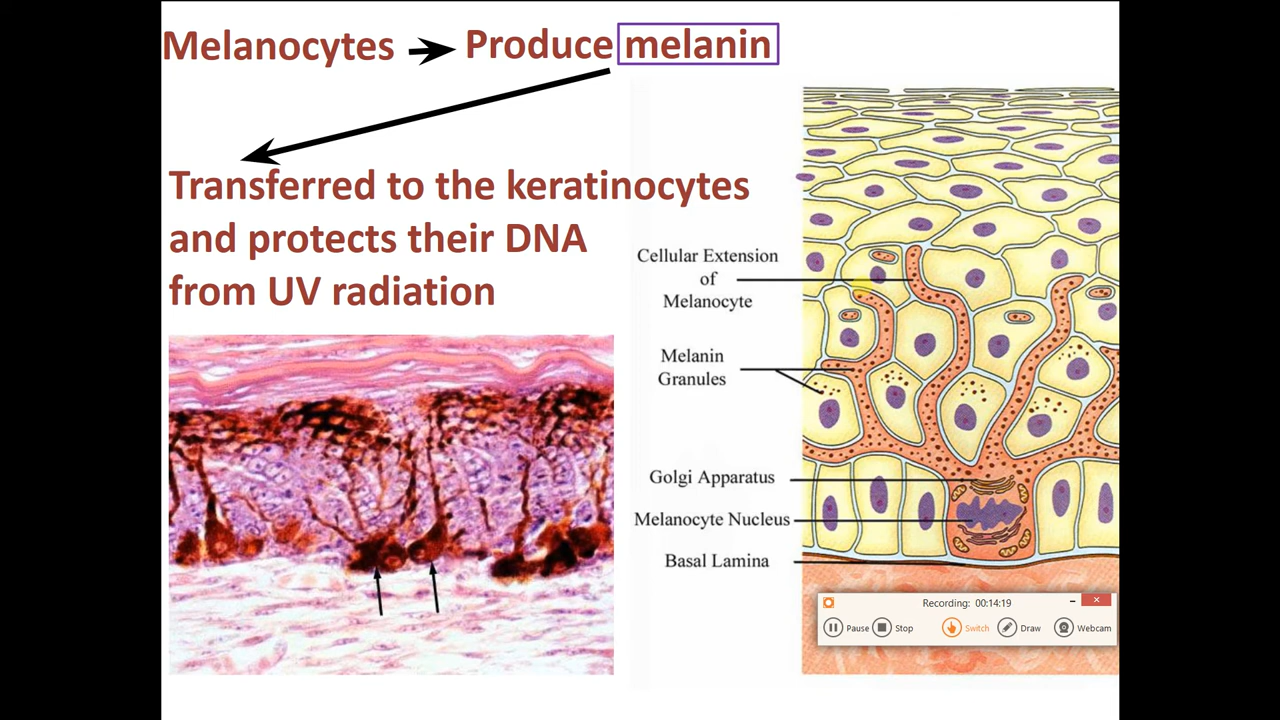 Melanocytes Produce melanin
Transferred to the keratinocytes
and protects their DNA
from UV radiation
Cellular Extension
of
Melanocyte
Melanin
Granules
Golgi Apparatus
Melanocyte Nucleus
Basal Lamina
Recording: 00:14:19
Pause Stop Switch Draw Webcam